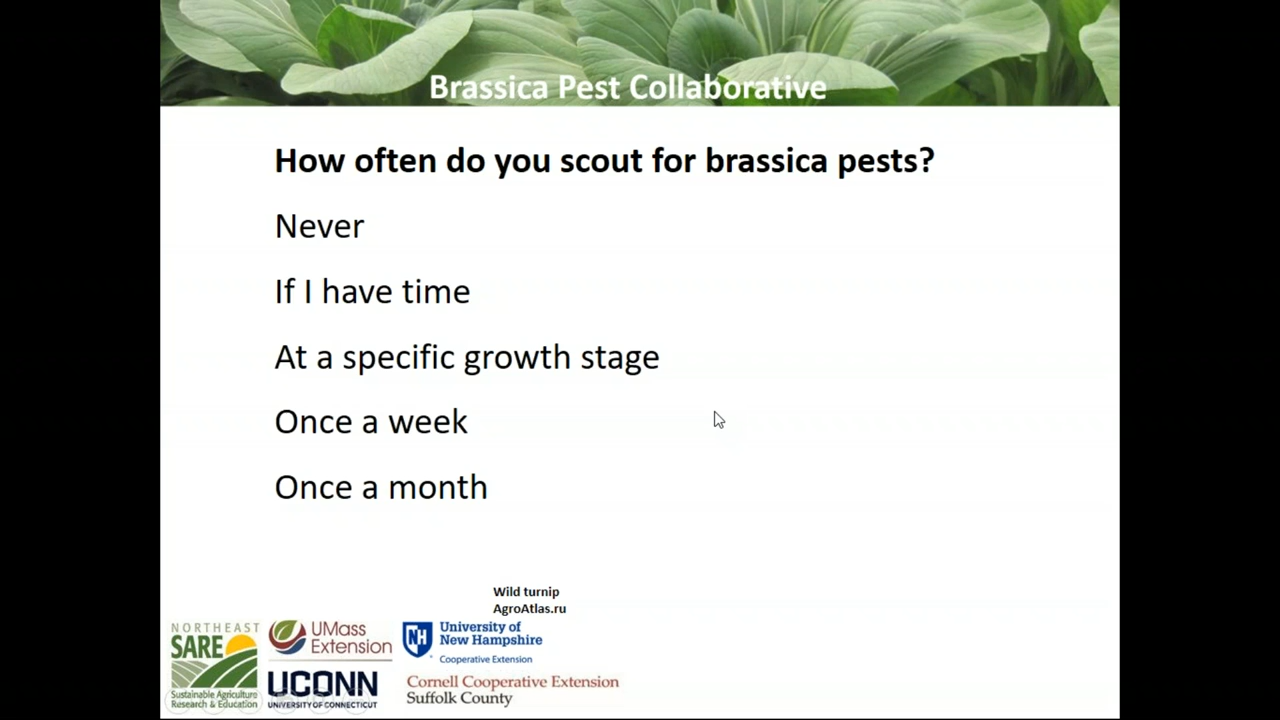 Brassica Pest Collaborative
How often do you scout for brassica pests?
Never
If I have time
At a specific growth stage
Once a week
Once a month
Wild turnip
AgroAtlas.ru
NORTHEAST
SARE
Sustainable Agriculture
Research & Education
UMass
Extension
UCONN
UNIVERSITY OF CONNECTICUT
NH
University of
New Hampshire
Cooperative Extension
Cornell Cooperative Extension
Suffolk County